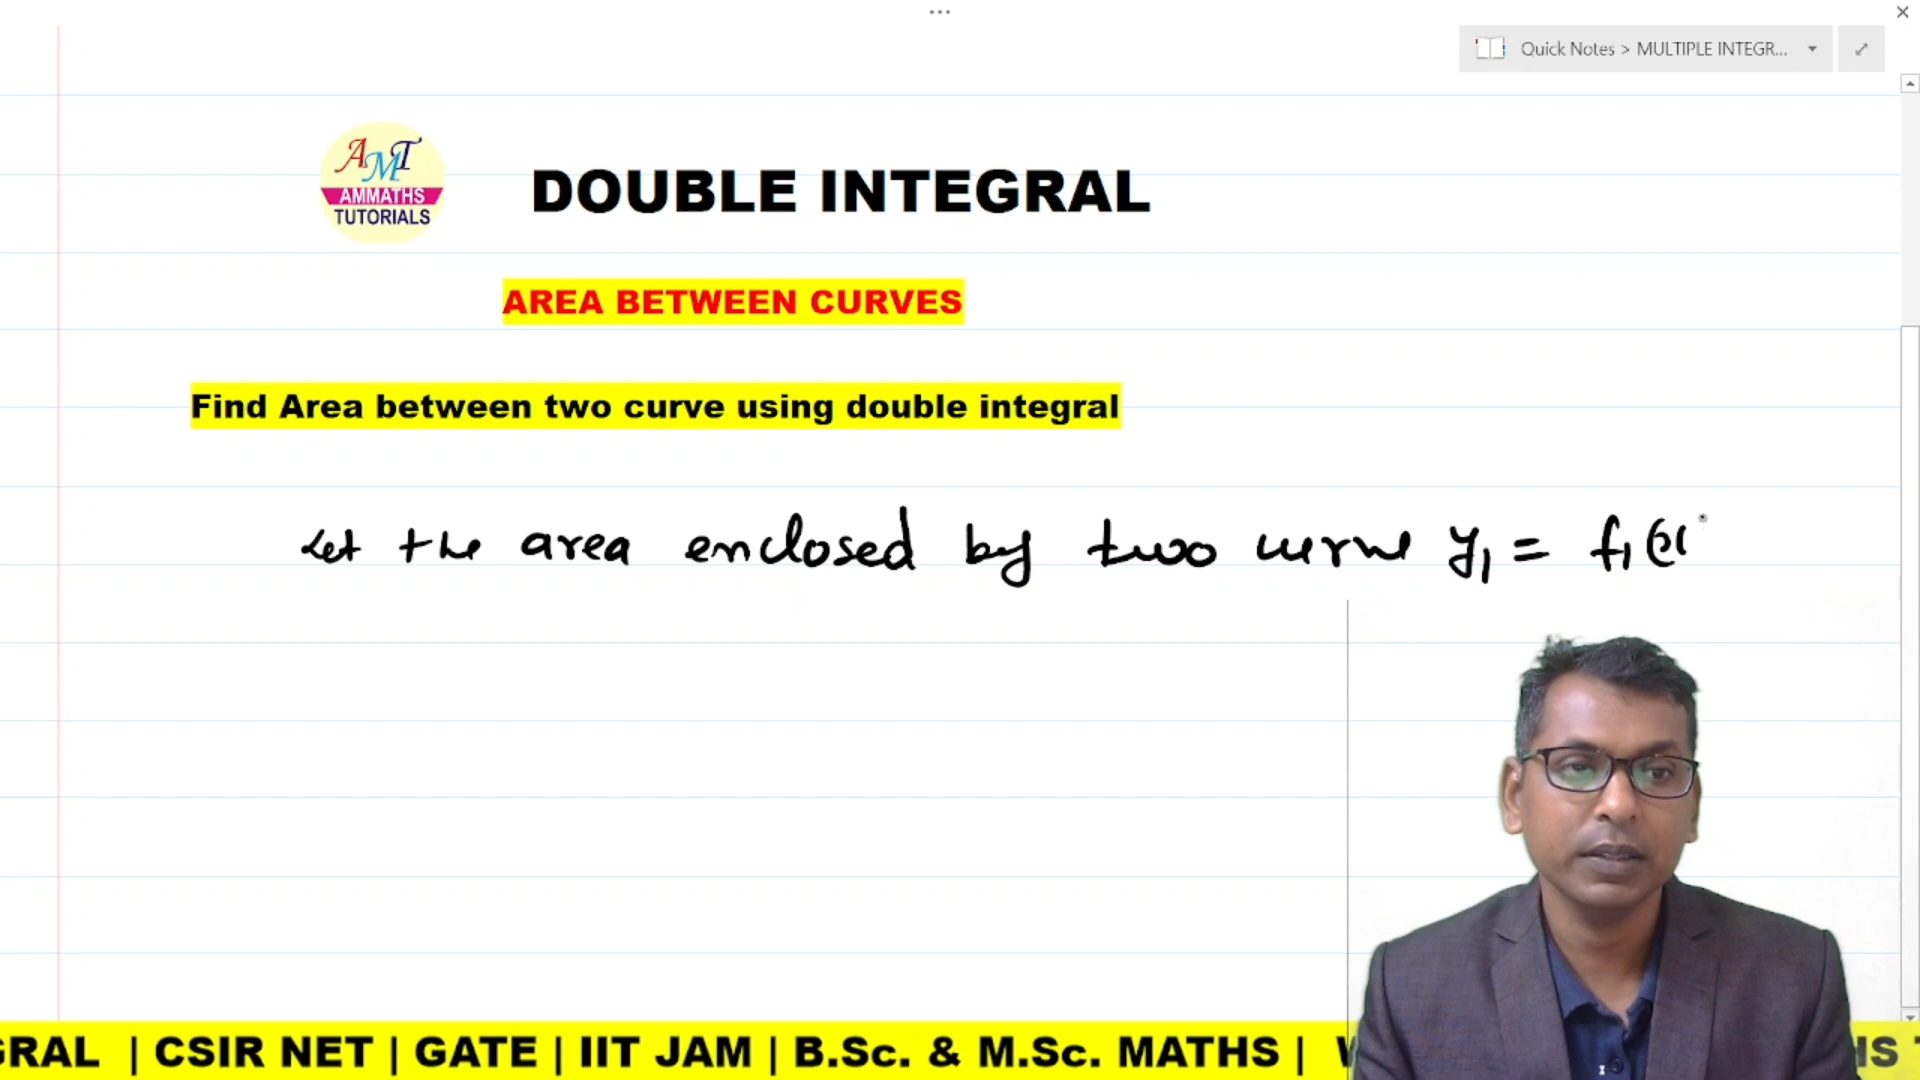 ...
Quick Notes > MULTIPLE INTEGR...
AMT
AMMATHS
TUTORIALS
DOUBLE INTEGRAL
AREA BETWEEN CURVES
Find Area between two curve using double integral
Let the area enclosed by two curve y₁ = f₁(x
GRAL | CSIR NET | GATE | IIT JAM | B.Sc. & M.Sc. MATHS |